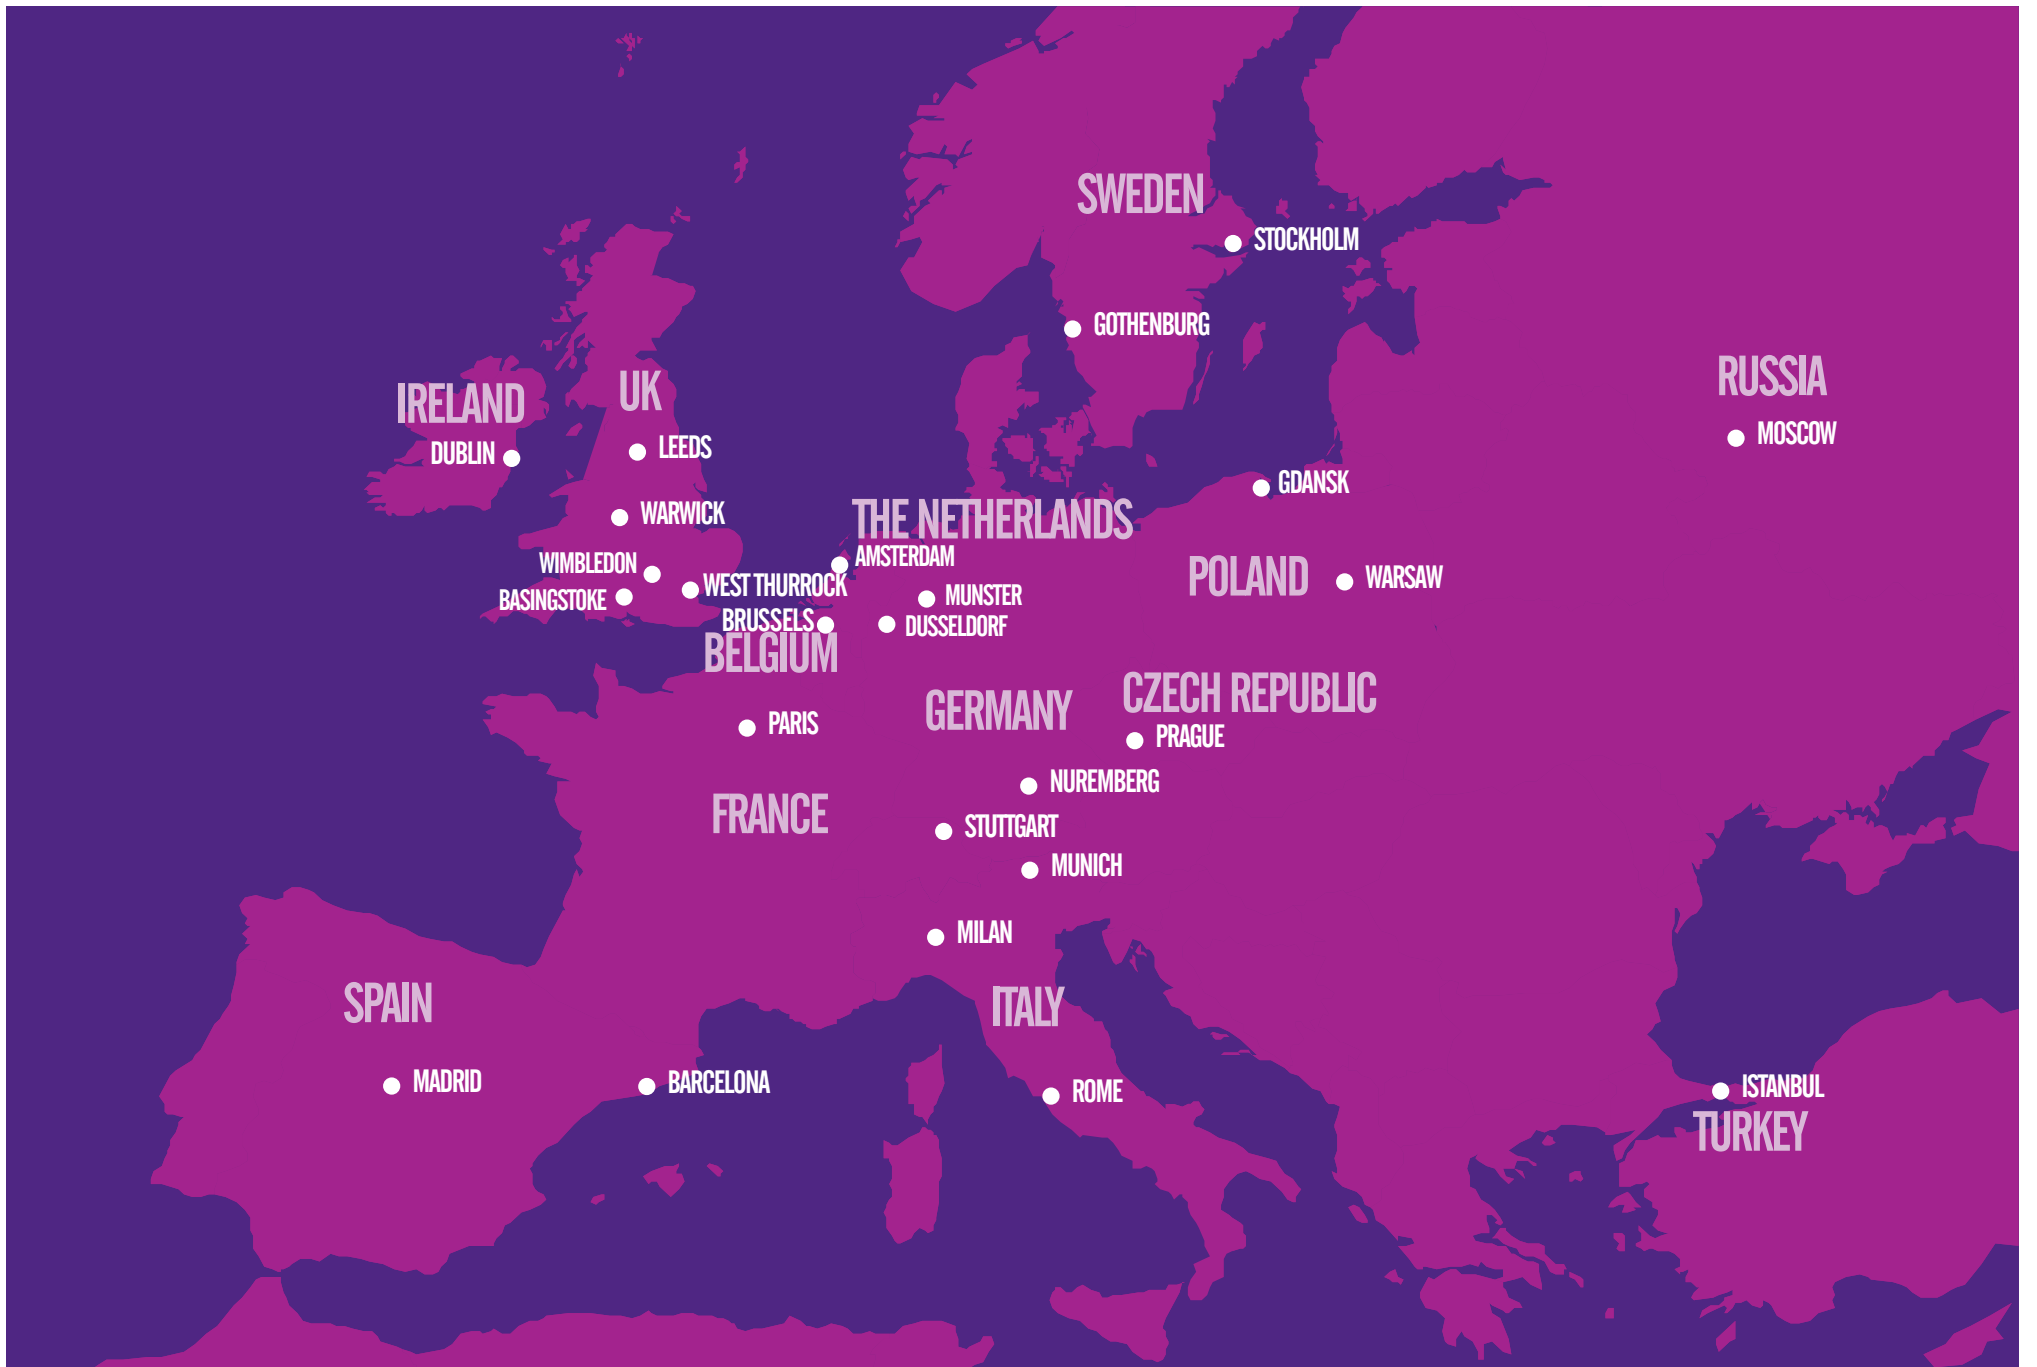 SWEDEN
STOCKHOLM
GOTHENBURG
RUSSIA
MOSCOW
IRELAND
DUBLIN
UK
LEEDS
WARWICK
WIMBLEDON
BASINGSTOKE
WEST THURROCK
THE NETHERLANDS
AMSTERDAM
MUNSTER
DUSSELDORF
BRUSSELS
BELGIUM
GDANSK
POLAND
WARSAW
PARIS
FRANCE
GERMANY
CZECH REPUBLIC
PRAGUE
NUREMBERG
STUTTGART
MUNICH
MILAN
ITALY
ROME
SPAIN
MADRID
BARCELONA
ISTANBUL
TURKEY